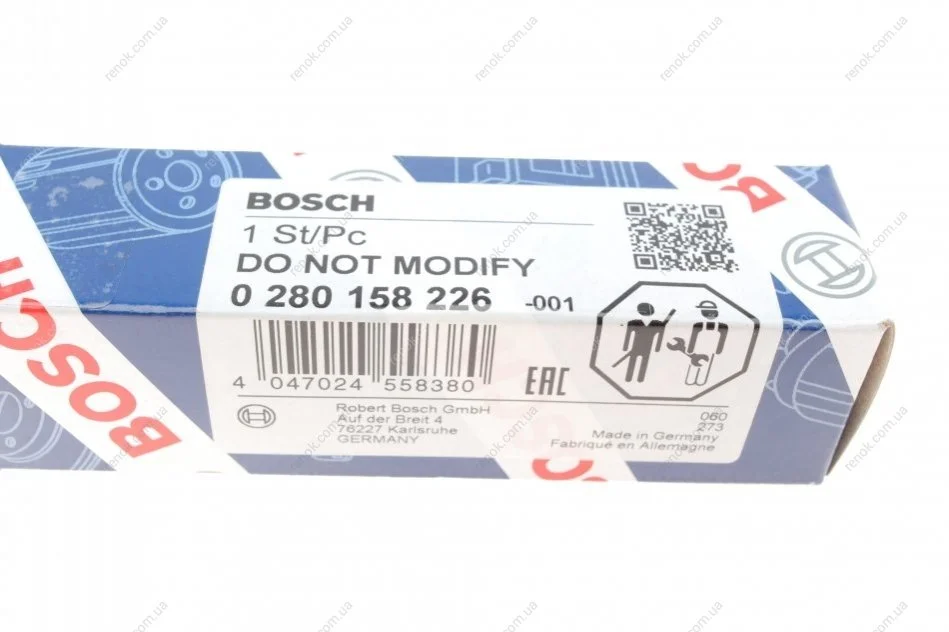 BOSCH
1 St/Pc
DO NOT MODIFY
0 280 158 226 -001
4 047024 558380
EAC
Robert Bosch GmbH
Auf der Breit 4
76227 Karlsruhe
GERMANY
060
273
Made in Germany
Fabriqué en Allemagne
BOSCH
renok.com.ua